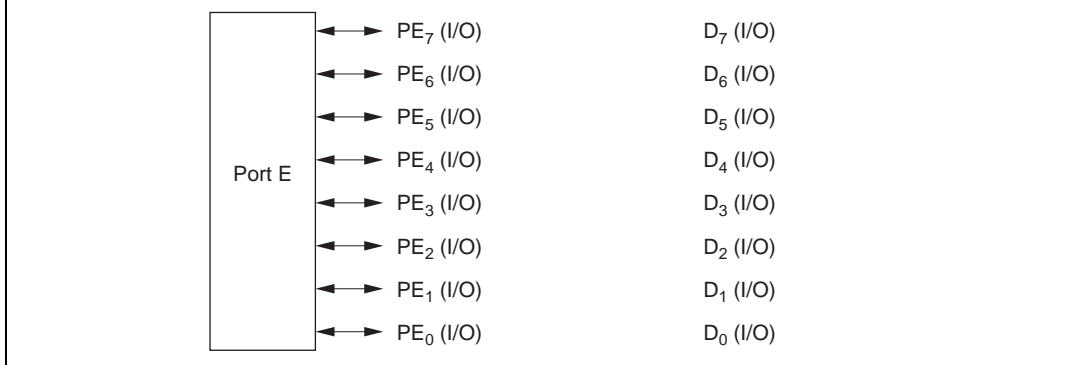 PE₇ (I/O) D₇ (I/O)
PE₆ (I/O) D₆ (I/O)
PE₅ (I/O) D₅ (I/O)
PE₄ (I/O) D₄ (I/O)
Port E
PE₃ (I/O) D₃ (I/O)
PE₂ (I/O) D₂ (I/O)
PE₁ (I/O) D₁ (I/O)
PE₀ (I/O) D₀ (I/O)